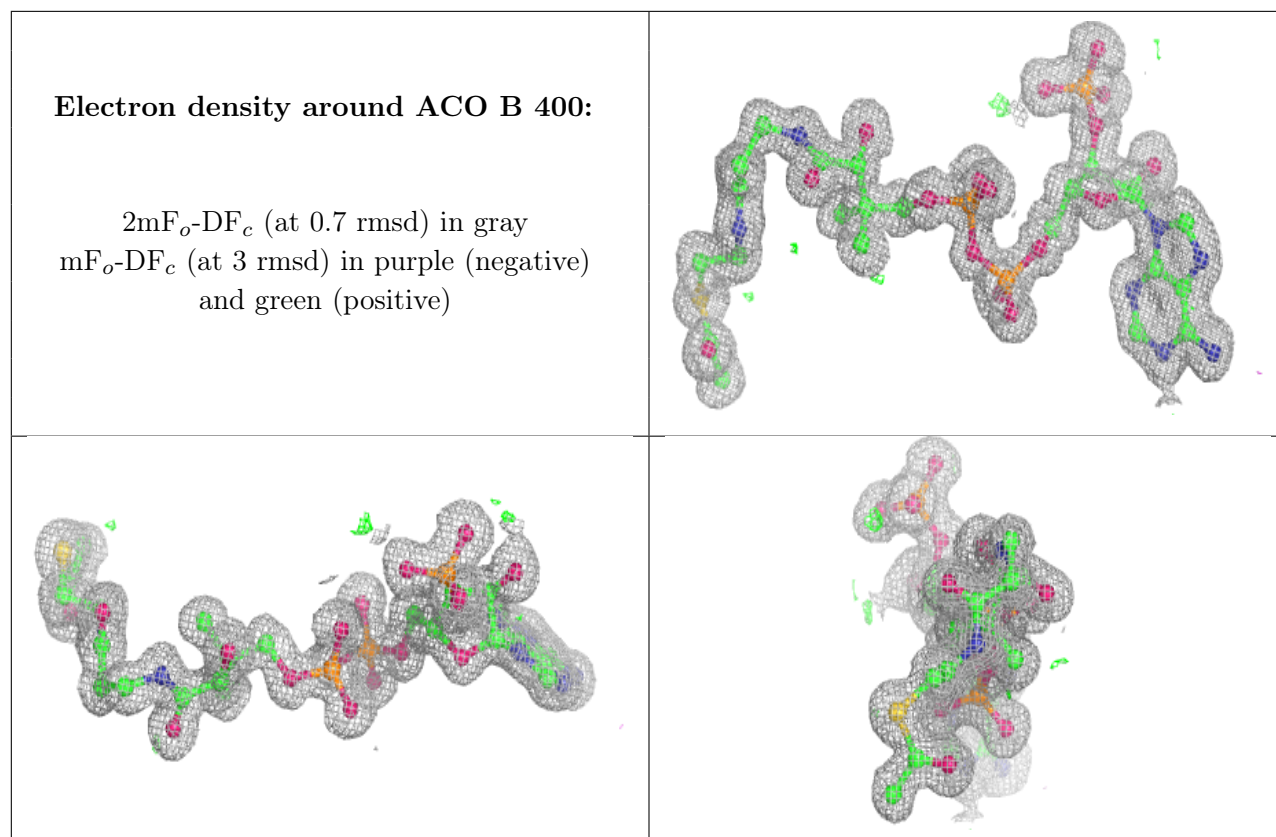 Electron density around ACO B 400:
2mFo-DFc (at 0.7 rmsd) in gray
mFo-DFc (at 3 rmsd) in purple (negative)
and green (positive)